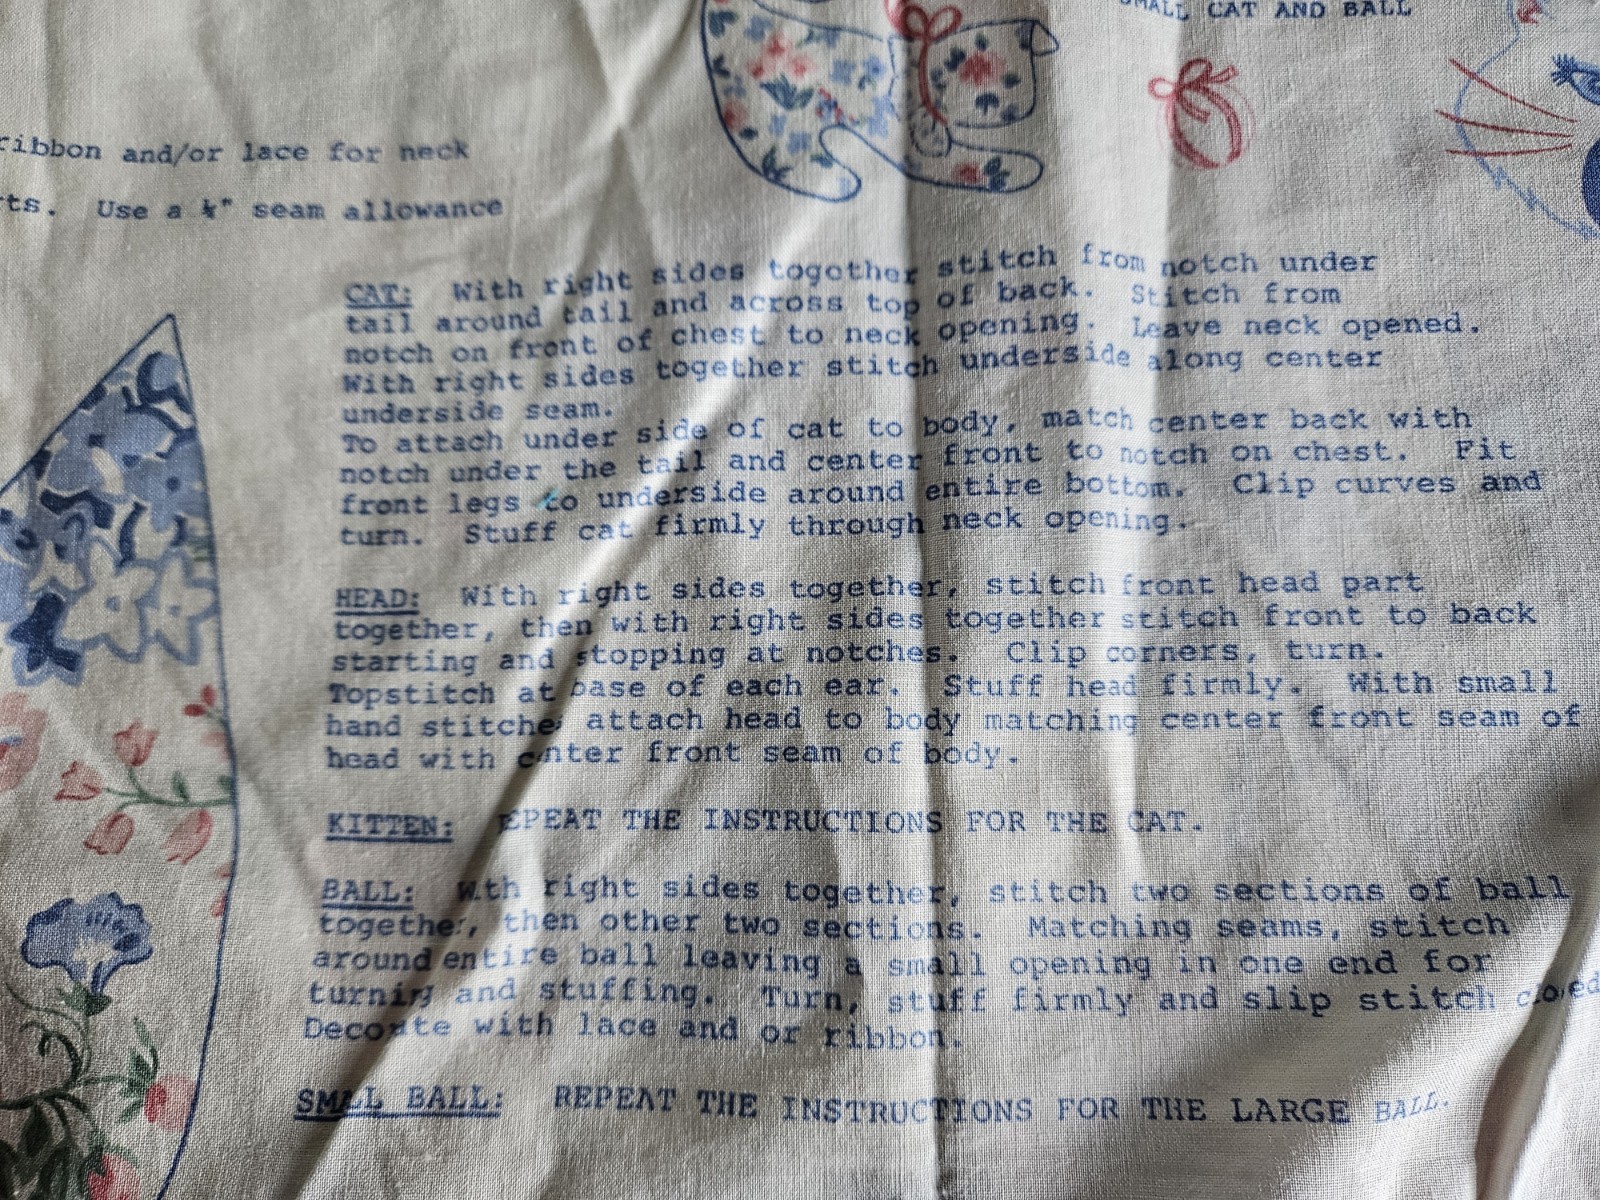 SMALL CAT AND BALL
ribbon and/or lace for neck
rts. Use a ¼" seam allowance
CAT: With right sides together stitch from notch under
tail around tail and across top of back. Stitch from
notch on front of chest to neck opening. Leave neck opened.
With right sides together stitch underside along center
underside seam.
To attach under side of cat to body, match center back with
notch under the tail and center front to notch on chest. Fit
front legs to underside around entire bottom. Clip curves and
turn. Stuff cat firmly through neck opening.
HEAD: With right sides together, stitch front head part
together, then with right sides together stitch front to back
starting and stopping at notches. Clip corners, turn.
Topstitch at base of each ear. Stuff head firmly. With small
hand stitches attach head to body matching center front seam of
head with center front seam of body.
KITTEN: REPEAT THE INSTRUCTIONS FOR THE CAT.
BALL: With right sides together, stitch two sections of ball
together, then other two sections. Matching seams, stitch
around entire ball leaving a small opening in one end for
turning and stuffing. Turn, stuff firmly and slip stitch closed
Decorate with lace and or ribbon.
SMALL BALL: REPEAT THE INSTRUCTIONS FOR THE LARGE BALL.